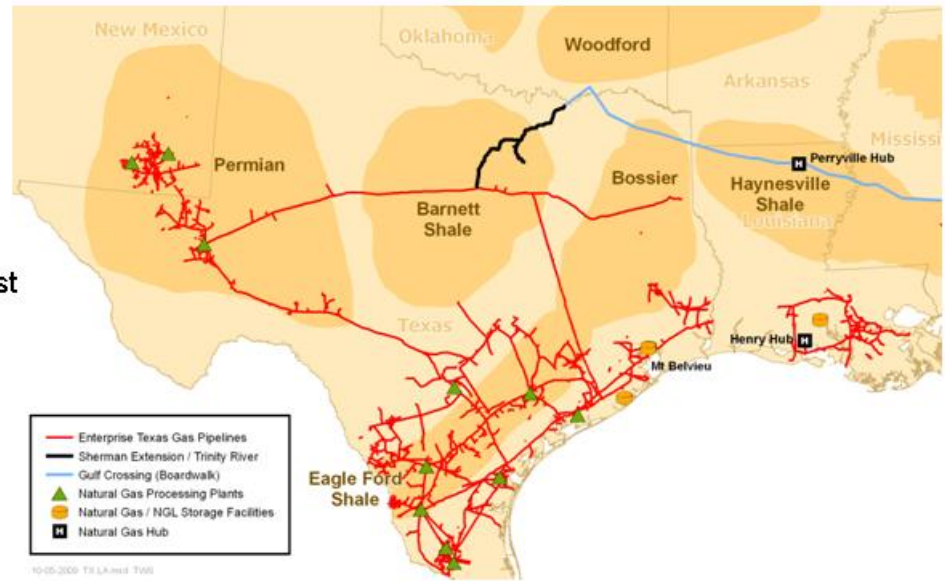 New Mexico
Oklahoma
Woodford
Arkansas
Mississi
Permian
Perryville Hub
Bossier
Haynesville
Shale
Louisiana
Barnett
Shale
st
Texas
Henry Hub
Mt Belvieu
Eagle Ford
Shale
Enterprise Texas Gas Pipelines
Sherman Extension / Trinity River
Gulf Crossing (Boardwalk)
Natural Gas Processing Plants
Natural Gas / NGL Storage Facilities
H Natural Gas Hub
H
H